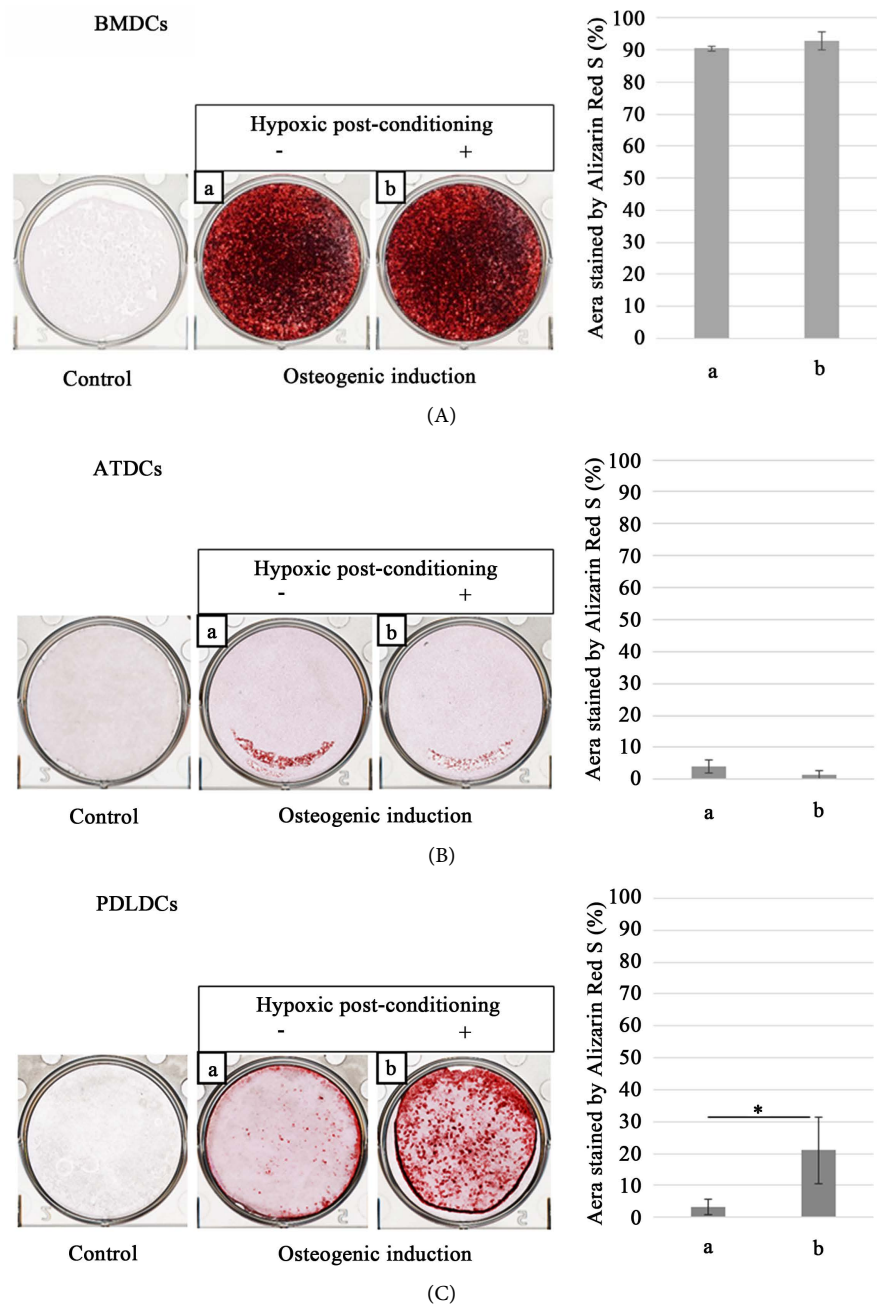 BMDCs
Hypoxic post-conditioning
- +
a b
Control Osteogenic induction
Aera stained by Alizarin Red S (%)
100
90
80
70
60
50
40
30
20
10
0
a b
(A)
ATDCs
Hypoxic post-conditioning
- +
a b
Control Osteogenic induction
Aera stained by Alizarin Red S (%)
100
90
80
70
60
50
40
30
20
10
0
a b
(B)
PDLDCs
Hypoxic post-conditioning
- +
a b
Control Osteogenic induction
Aera stained by Alizarin Red S (%)
100
90
80
70
60
50
40
30
20
10
0
*
a b
(C)